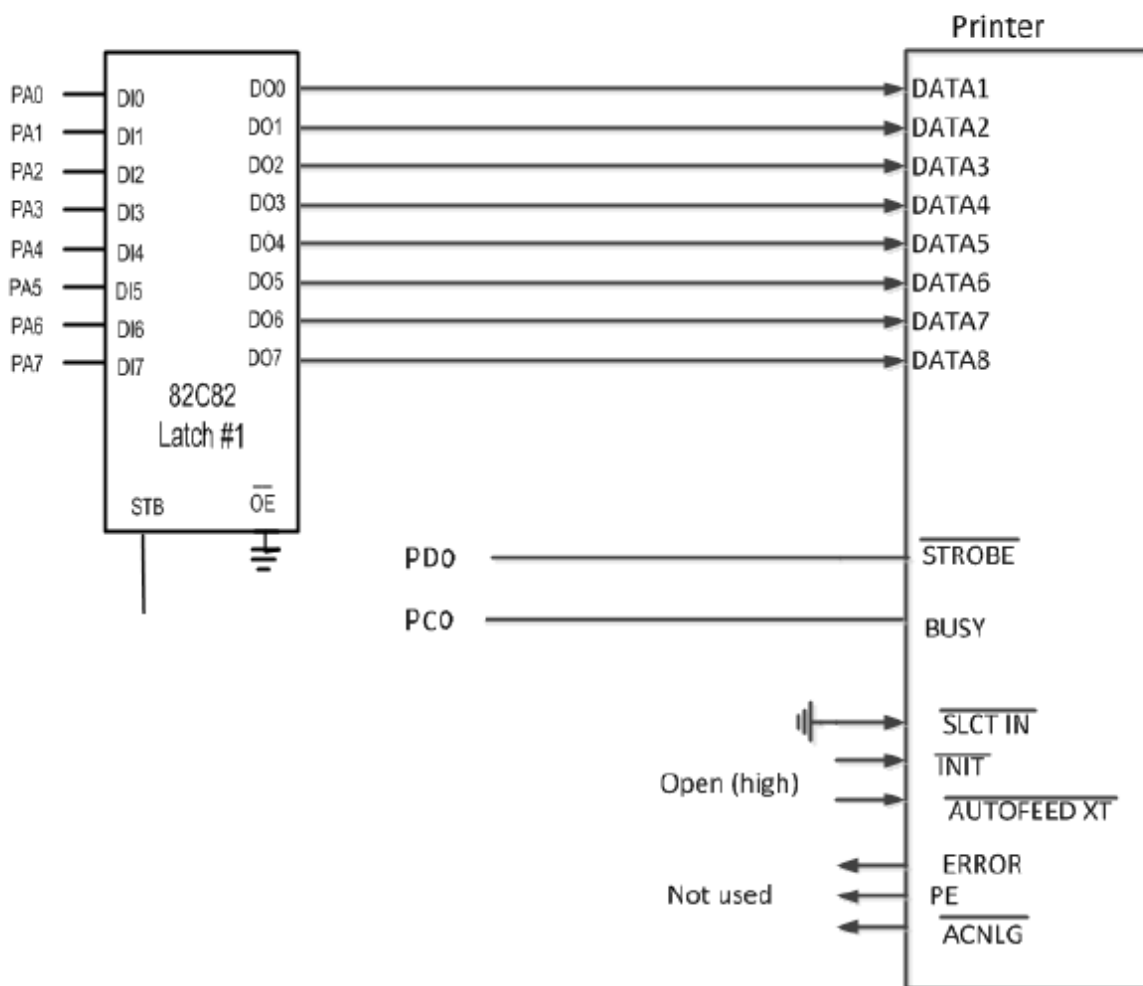 Printer
PA0 DI0 DO0 DATA1
PA1 DI1 DO1 DATA2
PA2 DI2 DO2 DATA3
PA3 DI3 DO3 DATA4
PA4 DI4 DO4 DATA5
PA5 DI5 DO5 DATA6
PA6 DI6 DO6 DATA7
PA7 DI7 DO7 DATA8
82C82
Latch #1
STB OE
PD0 STROBE
PC0 BUSY
SLCT IN
INIT
Open (high)
AUTOFEED XT
ERROR
Not used PE
ACNLG